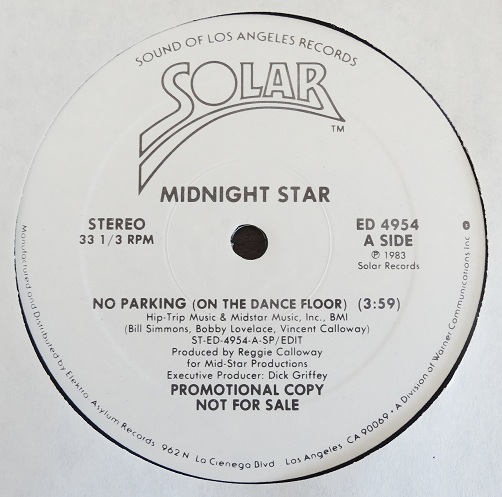 SOUND OF LOS ANGELES RECORDS
SOLAR
TM
MIDNIGHT STAR
STEREO
33 1/3 RPM
ED 4954
A SIDE
Ⓟ 1983
Solar Records
NO PARKING (ON THE DANCE FLOOR) (3:59)
Hip-Trip Music & Midstar Music, Inc., BMI
(Bill Simmons, Bobby Lovelace, Vincent Calloway)
ST-ED-4954-A-SP/EDIT
Produced by Reggie Calloway
for Mid-Star Productions
Executive Producer: Dick Griffey
PROMOTIONAL COPY
NOT FOR SALE
Manufactured and Distributed by Elektra Asylum Records 962 N La Cienega Blvd Los Angeles, CA 90069 • A Division of Warner Communications Inc